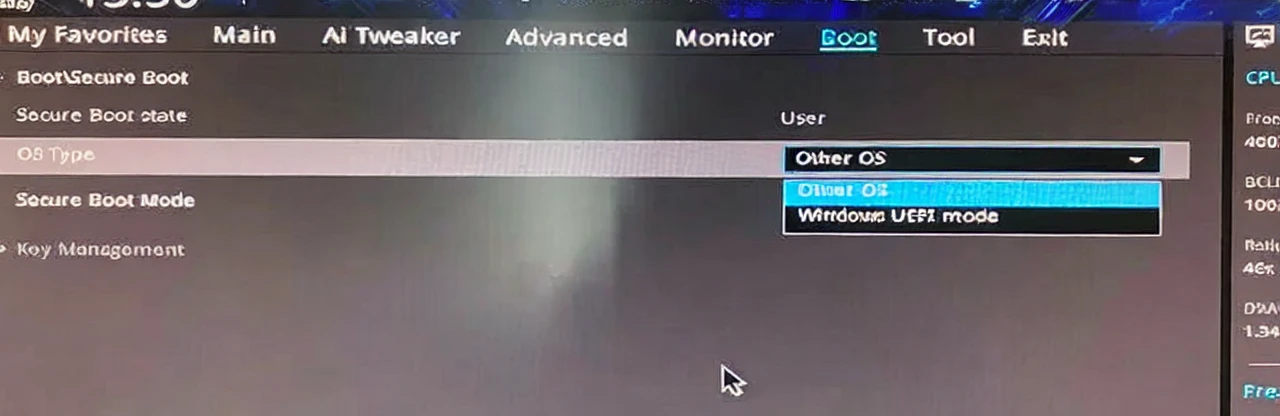 My Favorites Main Ai Tweaker Advanced Monitor Boot Tool Exit
Boot\Secure Boot
CPU
Secure Boot state User
OS Type Other OS
Other OS
BCLK
Secure Boot Mode Windows UEFI mode
Key Management